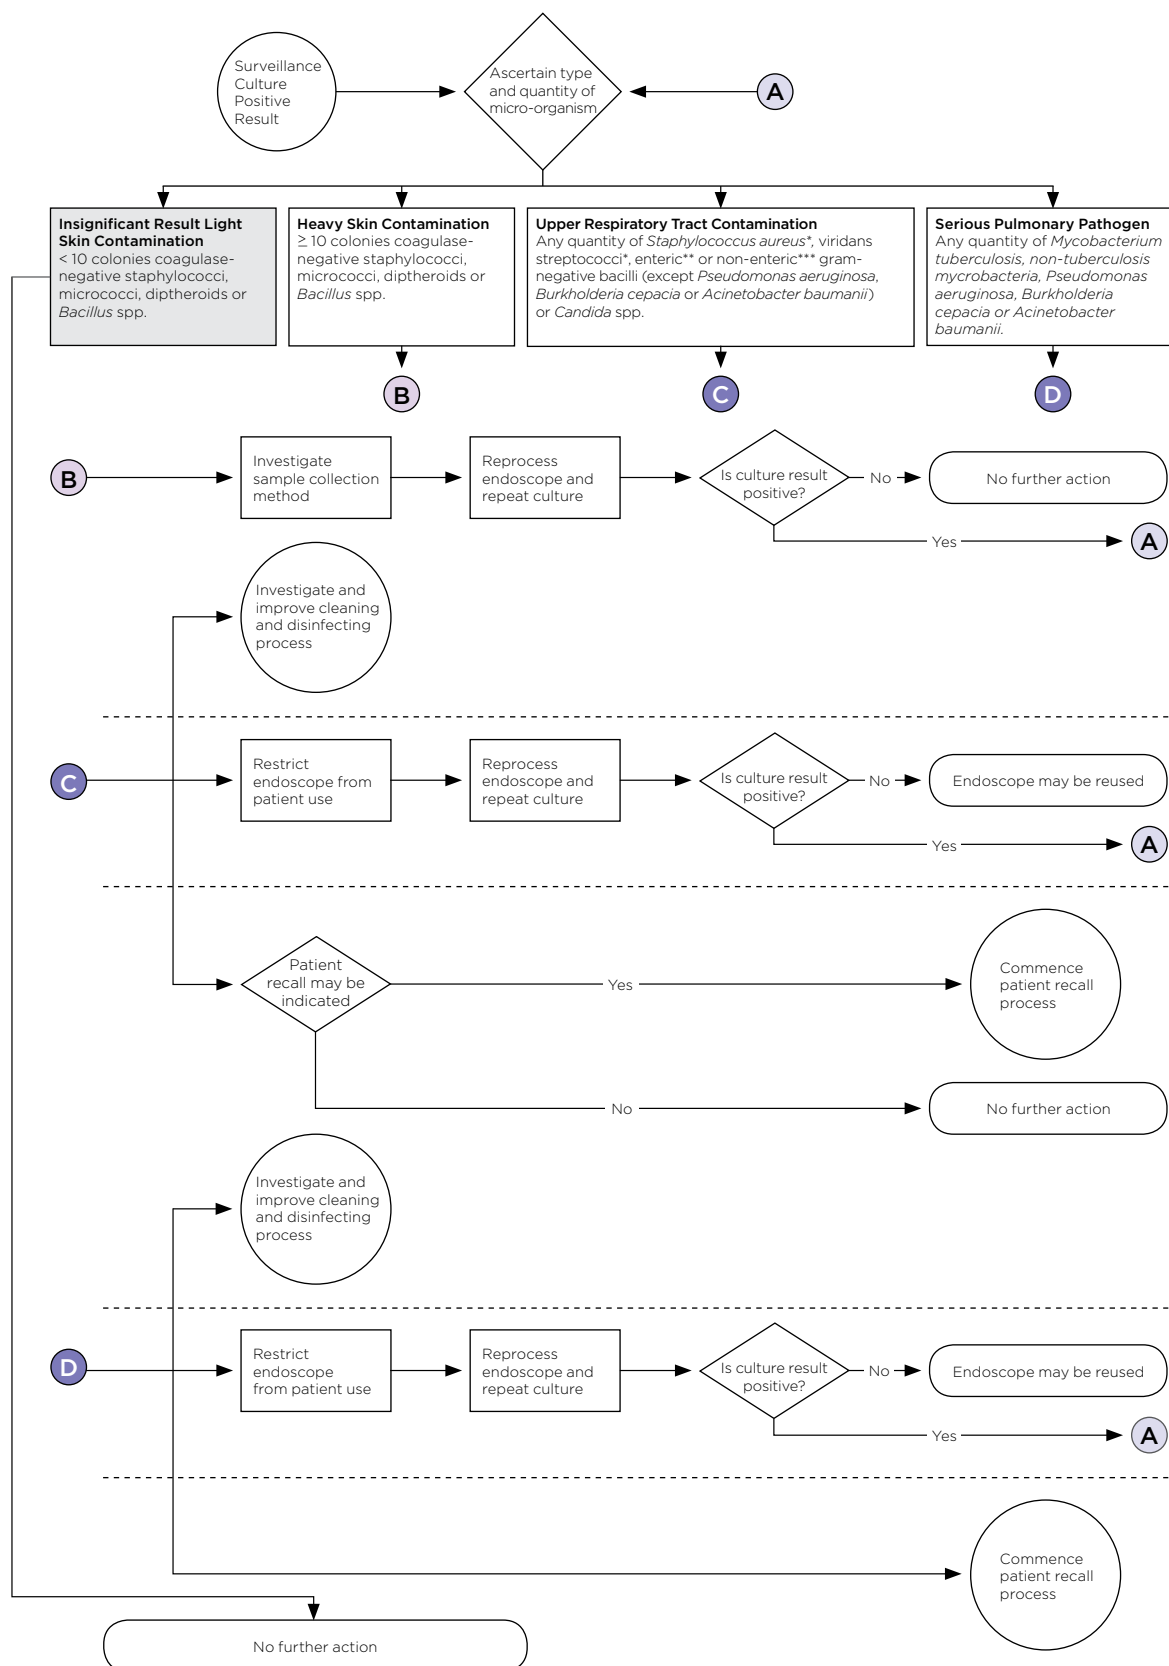 Surveillance
Culture
Positive
Result
Ascertain type
and quantity of
micro-organism
A
Insignificant Result Light
Skin Contamination
< 10 colonies coagulase-
negative staphylococci,
micrococci, diptheroids or
Bacillus spp.
Heavy Skin Contamination
≥ 10 colonies coagulase-
negative staphylococci,
micrococci, diptheroids or
Bacillus spp.
Upper Respiratory Tract Contamination
Any quantity of Staphylococcus aureus*, viridans
streptococci*, enteric** or non-enteric*** gram-
negative bacilli (except Pseudomonas aeruginosa,
Burkholderia cepacia or Acinetobacter baumanii)
or Candida spp.
Serious Pulmonary Pathogen
Any quantity of Mycobacterium
tuberculosis, non-tuberculosis
mycrobacteria, Pseudomonas
aeruginosa, Burkholderia
cepacia or Acinetobacter
baumanii.
B
C
D
B
Investigate
sample collection
method
Reprocess
endoscope and
repeat culture
Is culture result
positive?
No
No further action
Yes
A
Investigate and
improve cleaning
and disinfecting
process
C
Restrict
endoscope from
patient use
Reprocess
endoscope and
repeat culture
Is culture result
positive?
No
Endoscope may be reused
Yes
A
Patient
recall may be
indicated
Yes
Commence
patient recall
process
No
No further action
Investigate and
improve cleaning
and disinfecting
process
D
Restrict
endoscope
from patient use
Reprocess
endoscope and
repeat culture
Is culture result
positive?
No
Endoscope may be reused
Yes
A
Commence
patient recall
process
No further action